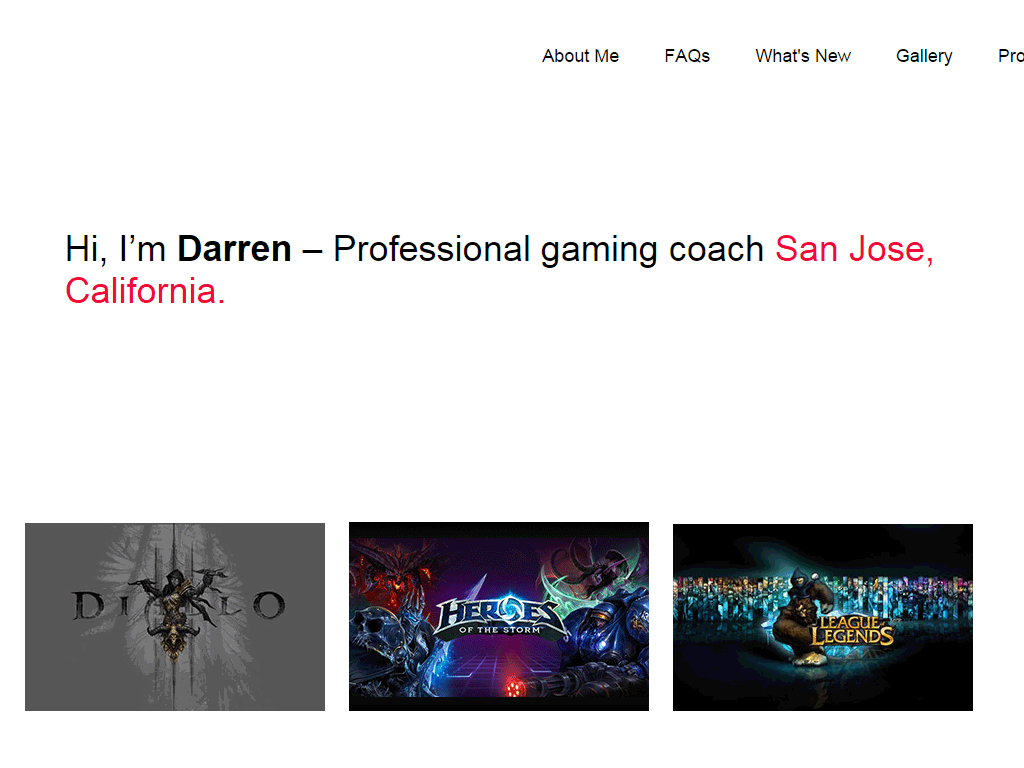 About Me FAQs What's New Gallery Pro
Hi, I’m Darren – Professional gaming coach San Jose,
California.
DIABLO
HEROES
OF THE STORM
LEAGUE of
LEGENDS